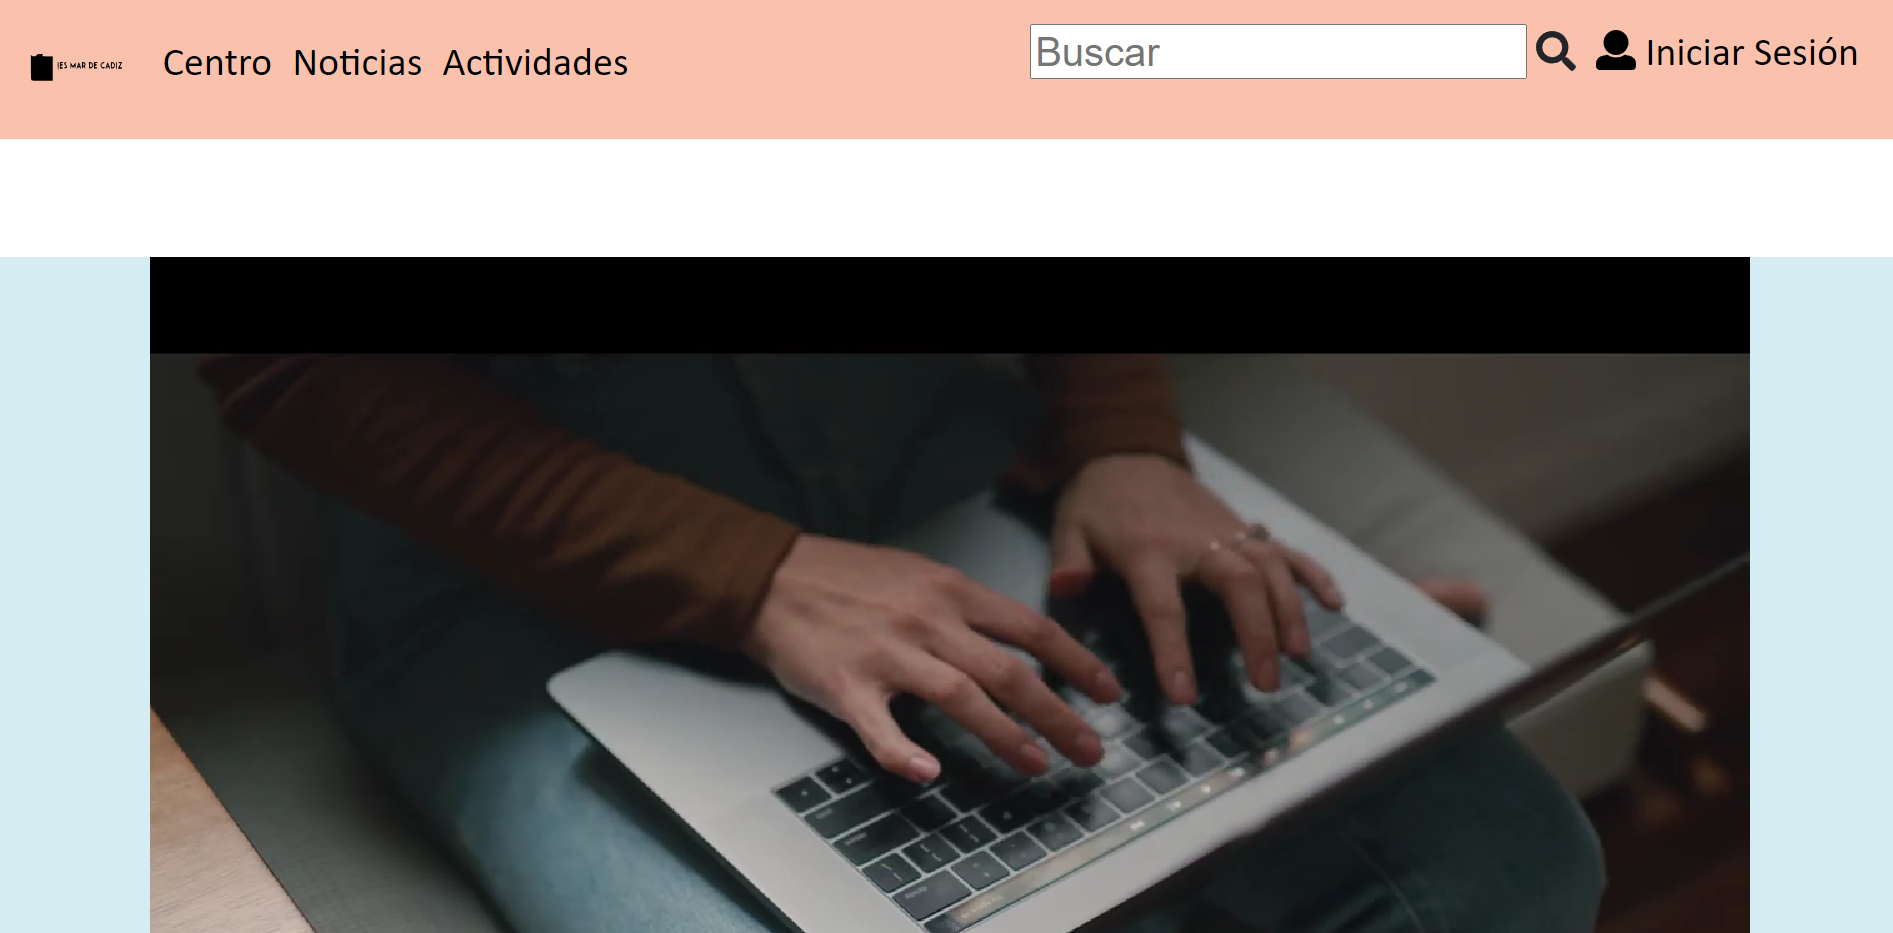 IES MAR DE CADIZ
Centro Noticias Actividades
Buscar
Iniciar Sesión